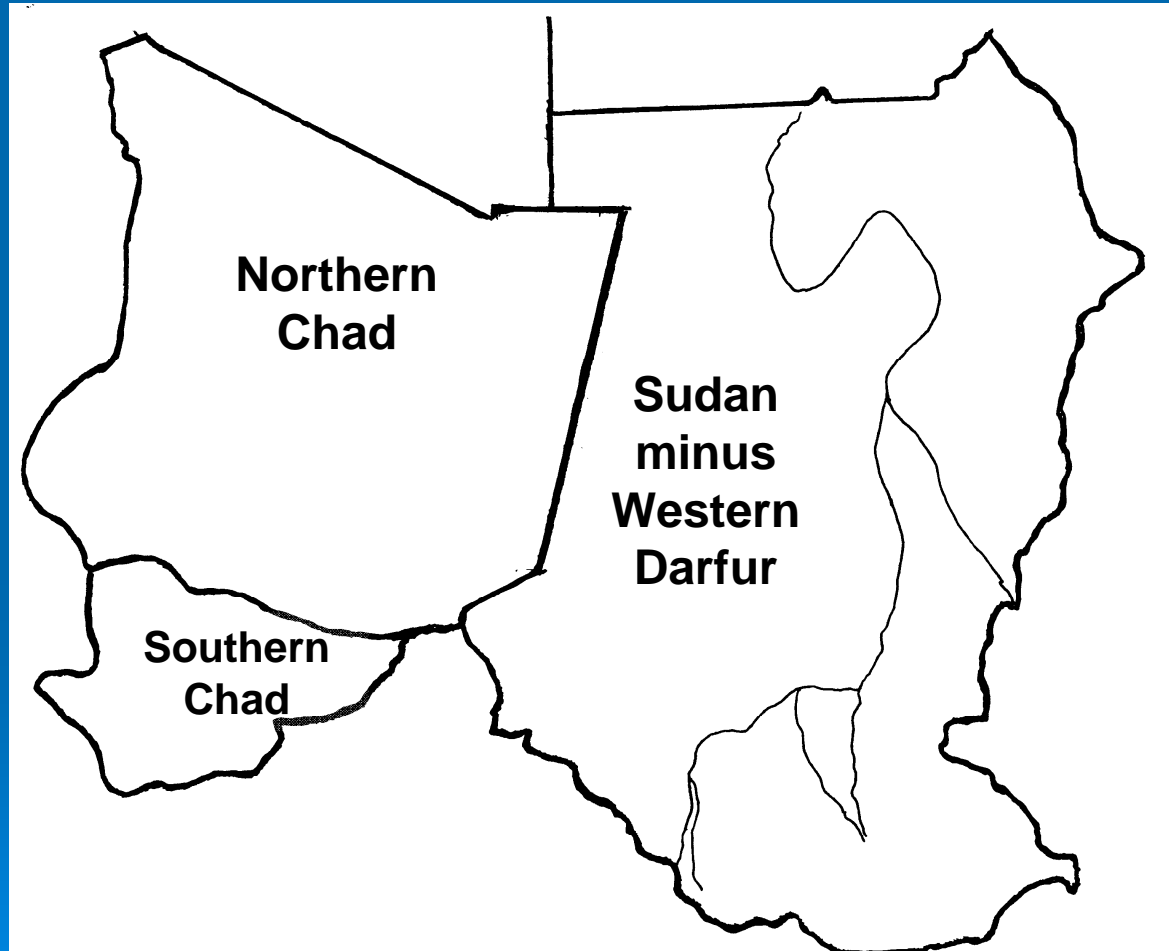 Northern
Chad
Sudan
minus
Western
Darfur
Southern
Chad